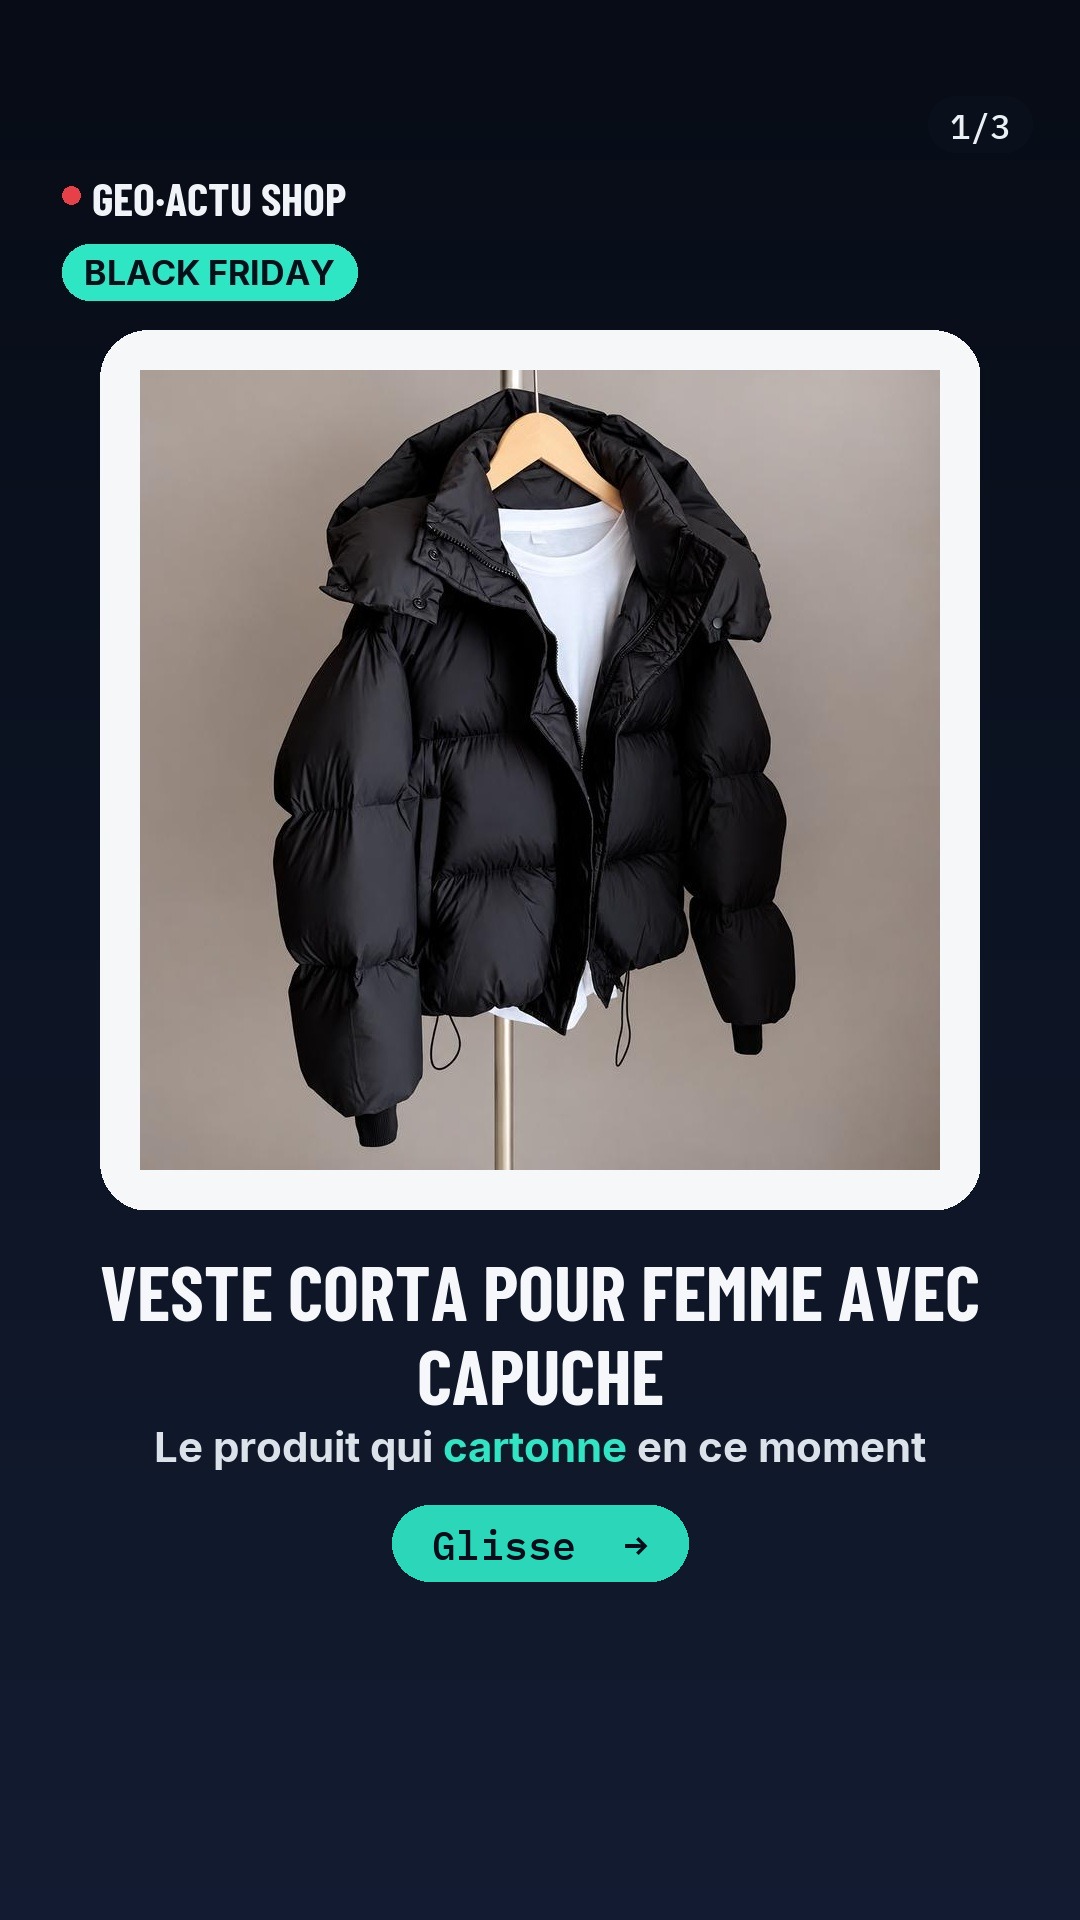 1/3
GEO·ACTU SHOP
BLACK FRIDAY
VESTE CORTA POUR FEMME AVEC
CAPUCHE
Le produit qui cartonne en ce moment
Glisse →